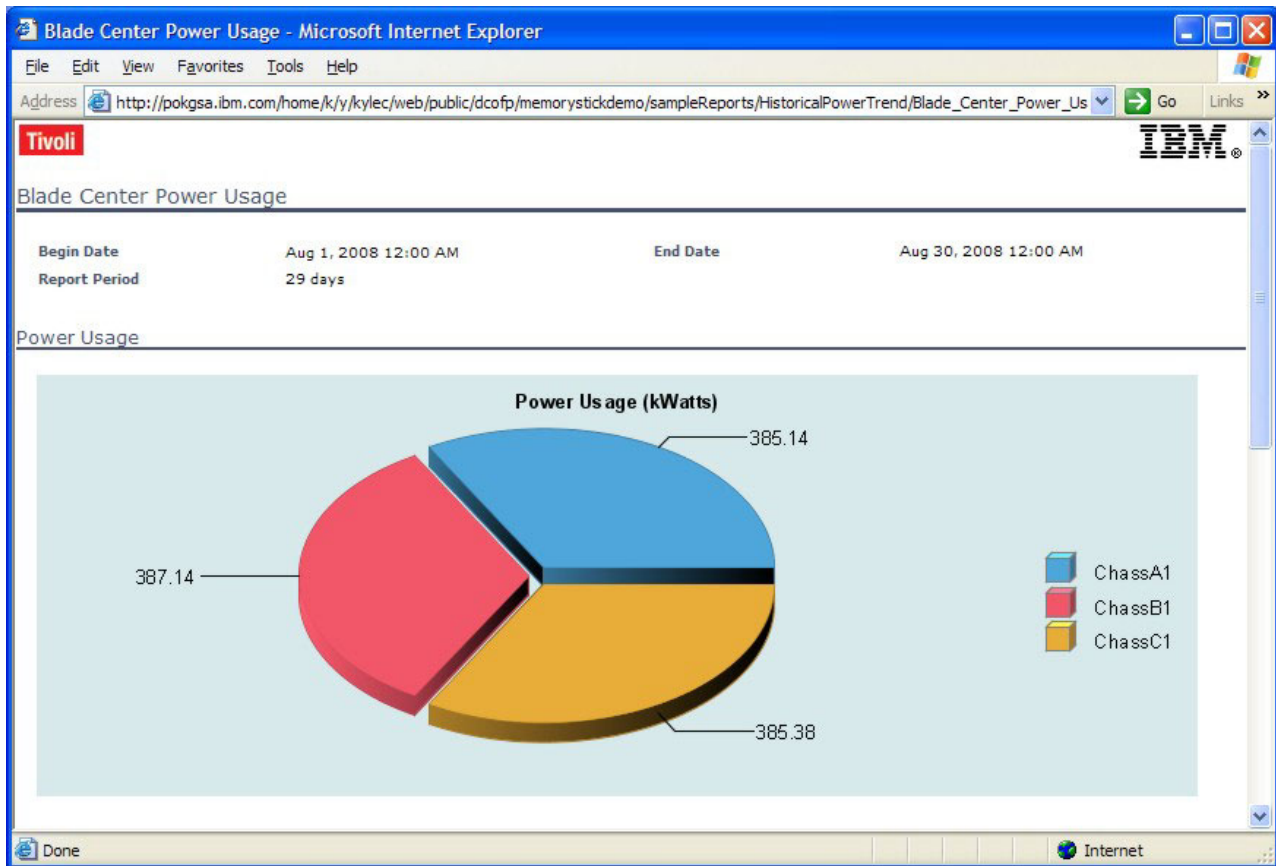 Blade Center Power Usage - Microsoft Internet Explorer
File Edit View Favorites Tools Help
Address http://pokgsa.ibm.com/home/k/y/kylec/web/public/dcofp/memorystickdemo/sampleReports/HistoricalPowerTrend/Blade_Center_Power_Us Go Links »
Tivoli IBM®
Blade Center Power Usage
Begin Date Aug 1, 2008 12:00 AM End Date Aug 30, 2008 12:00 AM
Report Period 29 days
Power Usage
Power Usage (kWatts)
385.14
387.14
ChassA1
ChassB1
ChassC1
385.38
Done Internet